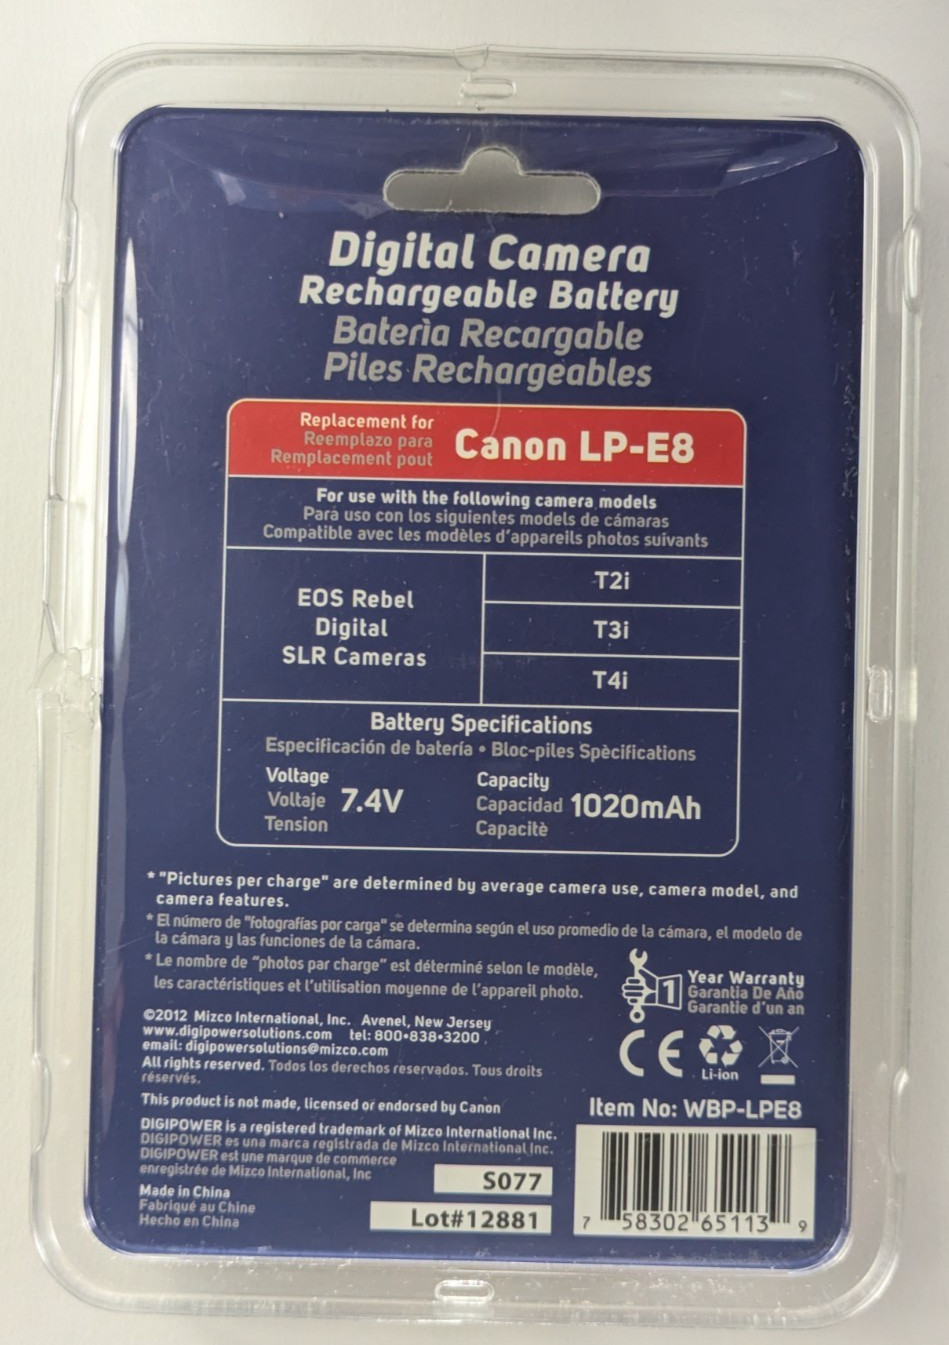 Digital Camera
Rechargeable Battery
Baterìa Recargable
Piles Rechargeables
Replacement for
Reemplazo para
Remplacement pout
Canon LP-E8
For use with the following camera models
Para uso con los siguientes models de cámaras
Compatible avec les modèles d'appareils photos suivants
EOS Rebel
Digital
SLR Cameras
T2i
T3i
T4i
Battery Specifications
Especificación de batería • Bloc-piles Spècifications
Voltage
Voltaje
Tension
7.4V
Capacity
Capacidad
Capacitè
1020mAh
* "Pictures per charge" are determined by average camera use, camera model, and
camera features.
* El número de "fotografías por carga" se determina según el uso promedio de la cámara, el modelo de
la cámara y las funciones de la cámara.
* Le nombre de "photos par charge" est déterminé selon le modèle,
les caractéristiques et l'utilisation moyenne de l'appareil photo.
1
Year Warranty
Garantia De Año
Garantie d'un an
©2012 Mizco International, Inc. Avenel, New Jersey
www.digipowersolutions.com tel: 800•838•3200
email: digipowersolutions@mizco.com
All rights reserved. Todos los derechos reservados. Tous droits
réservés.
CE
Li-ion
This product is not made, licensed or endorsed by Canon
Item No: WBP-LPE8
DIGIPOWER is a registered trademark of Mizco International Inc.
DIGIPOWER es una marca registrada de Mizco International, Inc.
DIGIPOWER est une marque de commerce
enregistrée de Mizco International, Inc
Made in China
Fabriqué au Chine
Hecho en China
S077
Lot#12881
7 58302 65113 9